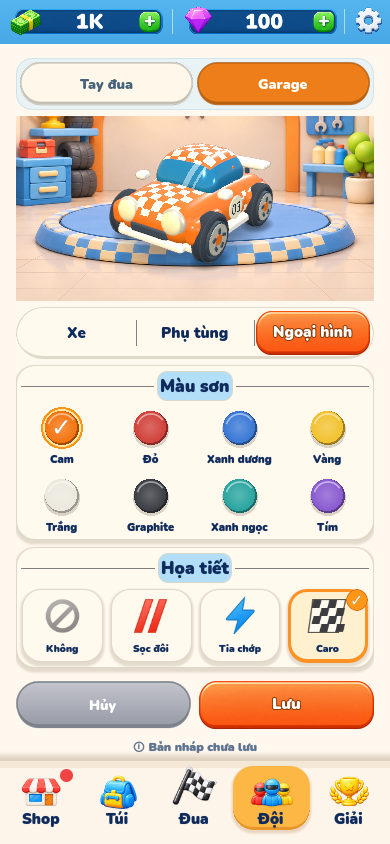 1K
100
Tay đua
Garage
03
Xe
Phụ tùng
Ngoại hình
Màu sơn
Cam
Đỏ
Xanh dương
Vàng
Trắng
Graphite
Xanh ngọc
Tím
Họa tiết
Không
Sọc đôi
Tia chớp
Caro
Hủy
Lưu
Bản nháp chưa lưu
Shop
Túi
Đua
Đội
Giải